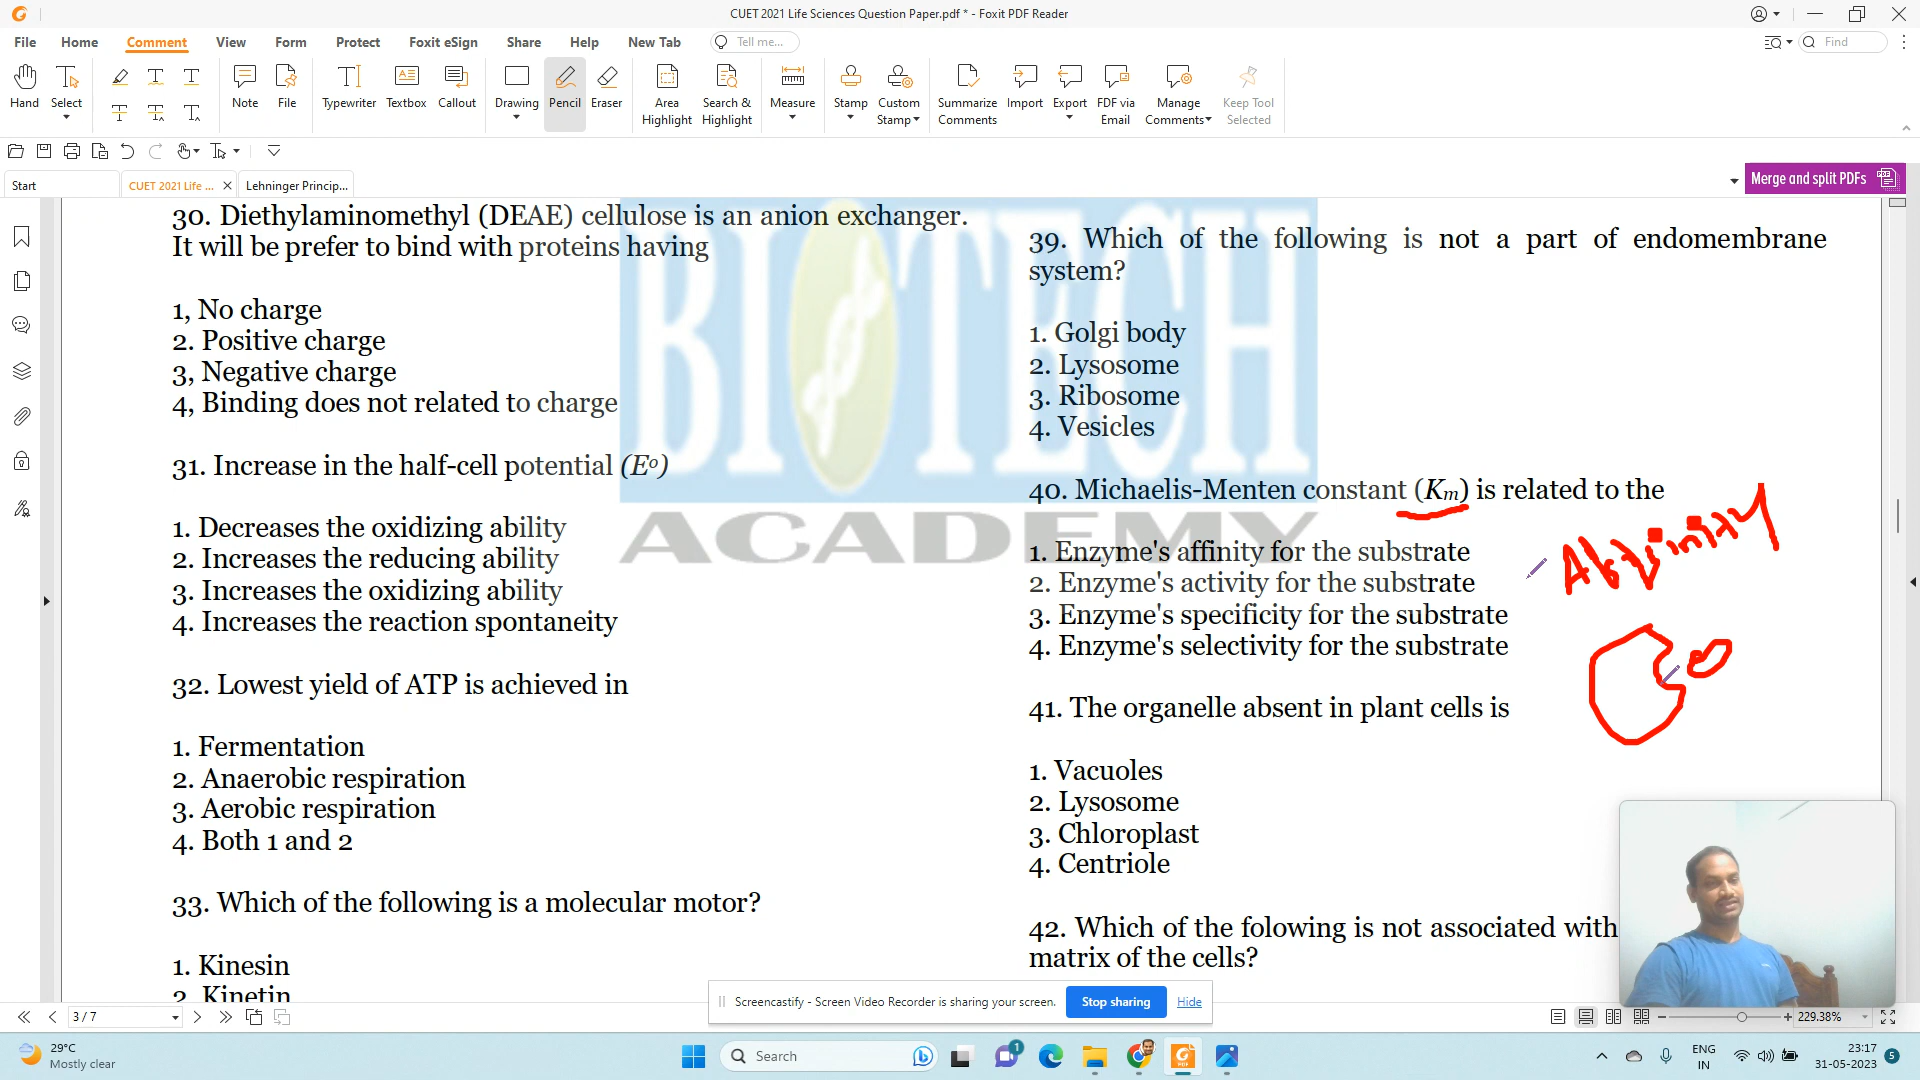 CUET 2021 Life Sciences Question Paper.pdf * - Foxit PDF Reader
File Home Comment View Form Protect Foxit eSign Share Help New Tab Tell me... Find
Hand Select Note File Typewriter Textbox Callout Drawing Pencil Eraser Area Highlight Search & Highlight Measure Stamp Custom Stamp Summarize Comments Import Export FDF via Email Manage Comments Keep Tool Selected
Start CUET 2021 Life ... Lehninger Princip... Merge and split PDFs
BIOTECH
ACADEMY
30. Diethylaminomethyl (DEAE) cellulose is an anion exchanger.
It will be prefer to bind with proteins having
1, No charge
2. Positive charge
3, Negative charge
4, Binding does not related to charge
31. Increase in the half-cell potential (Eº)
1. Decreases the oxidizing ability
2. Increases the reducing ability
3. Increases the oxidizing ability
4. Increases the reaction spontaneity
32. Lowest yield of ATP is achieved in
1. Fermentation
2. Anaerobic respiration
3. Aerobic respiration
4. Both 1 and 2
33. Which of the following is a molecular motor?
1. Kinesin
2. Kinetin
39. Which of the following is not a part of endomembrane
system?
1. Golgi body
2. Lysosome
3. Ribosome
4. Vesicles
40. Michaelis-Menten constant (Km) is related to the
1. Enzyme's affinity for the substrate
2. Enzyme's activity for the substrate
3. Enzyme's specificity for the substrate
4. Enzyme's selectivity for the substrate
Affinity
41. The organelle absent in plant cells is
1. Vacuoles
2. Lysosome
3. Chloroplast
4. Centriole
42. Which of the folowing is not associated with
matrix of the cells?
Screencastify - Screen Video Recorder is sharing your screen. Stop sharing Hide
3 / 7 229.38%
29°C
Mostly clear
Search
1
ENG
IN
23:17
31-05-2023
5